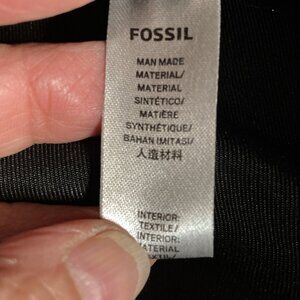 FOSSIL
MAN MADE
MATERIAL/
MATERIAL
SINTÉTICO/
MATIÈRE
SYNTHÉTIQUE/
BAHAN IMITASI/
人造材料
INTERIOR:
TEXTILE/
INTERIOR:
MATERIAL